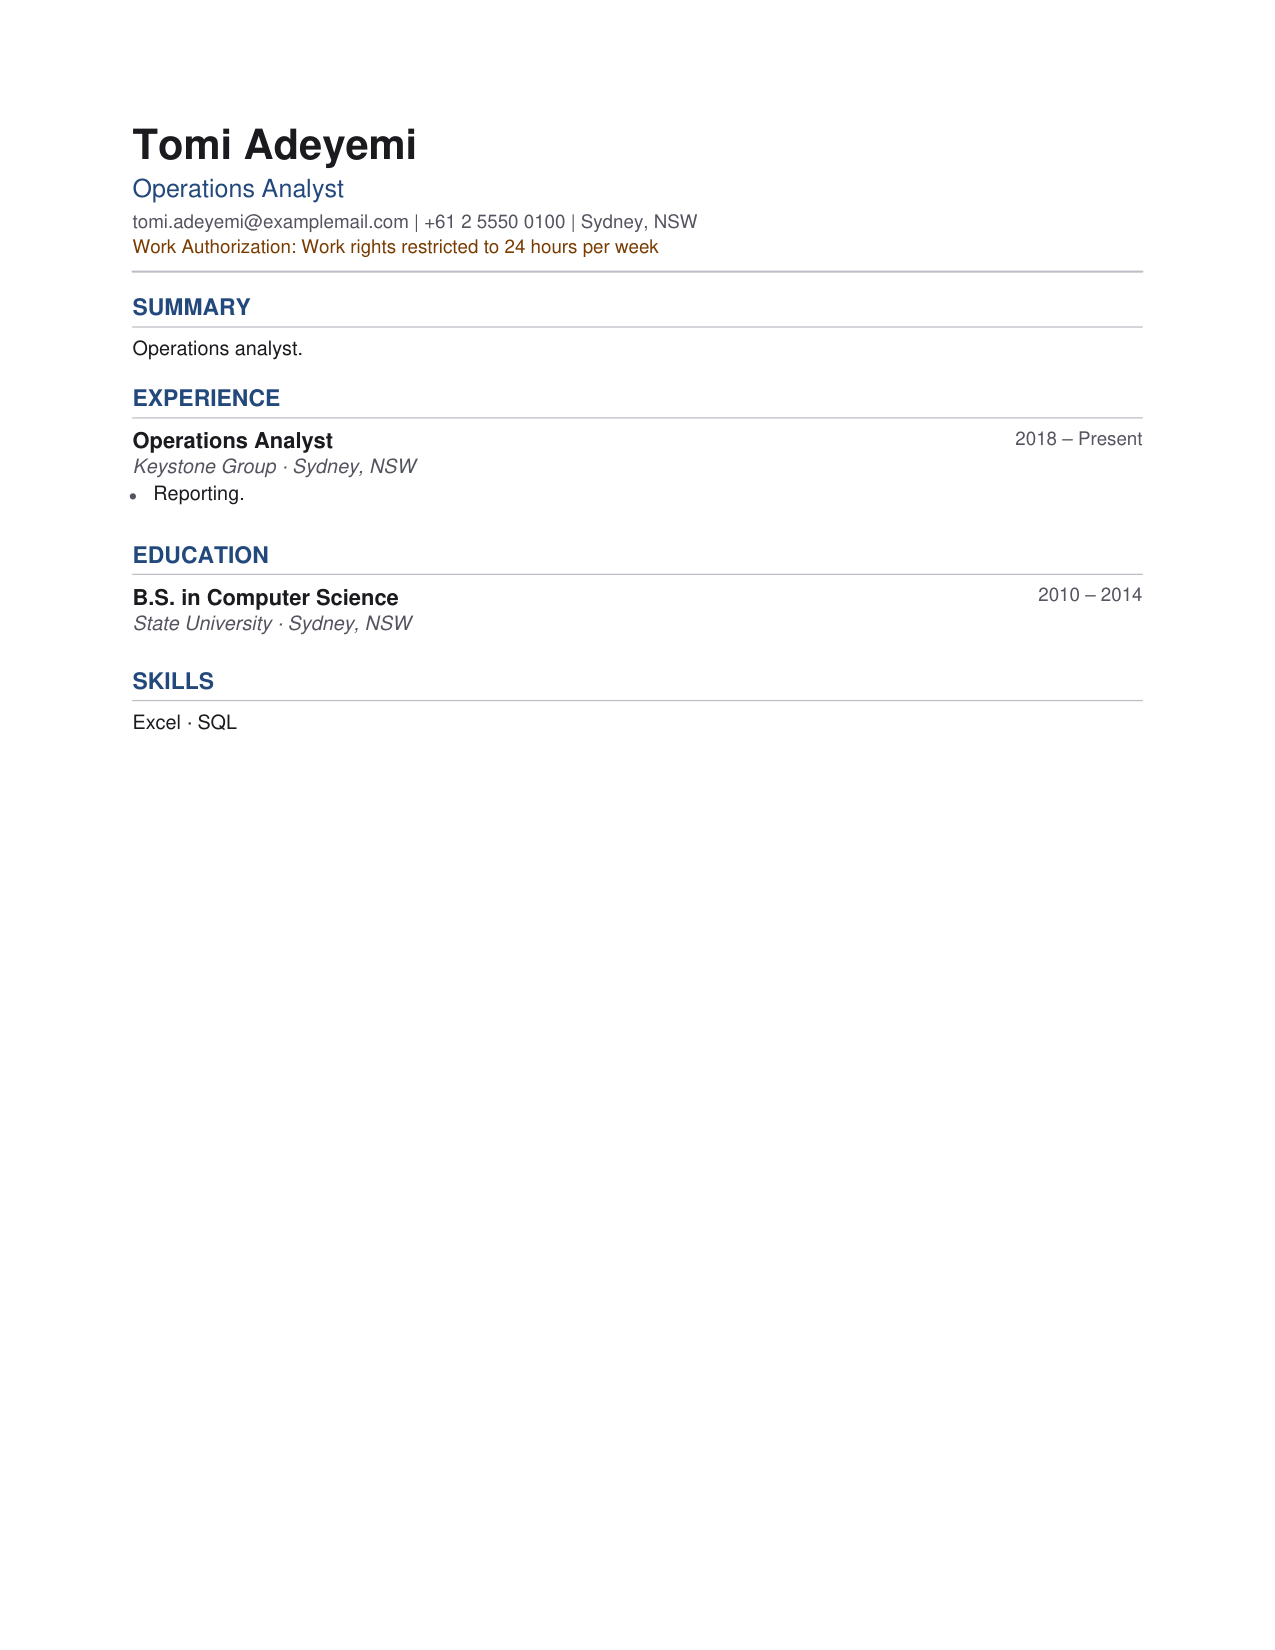 Tomi Adeyemi
Operations Analyst
tomi.adeyemi@examplemail.com | +61 2 5550 0100 | Sydney, NSW
Work Authorization: Work rights restricted to 24 hours per week
SUMMARY
Operations analyst.
EXPERIENCE
Operations Analyst 2018 – Present
Keystone Group · Sydney, NSW
• Reporting.
EDUCATION
B.S. in Computer Science 2010 – 2014
State University · Sydney, NSW
SKILLS
Excel · SQL